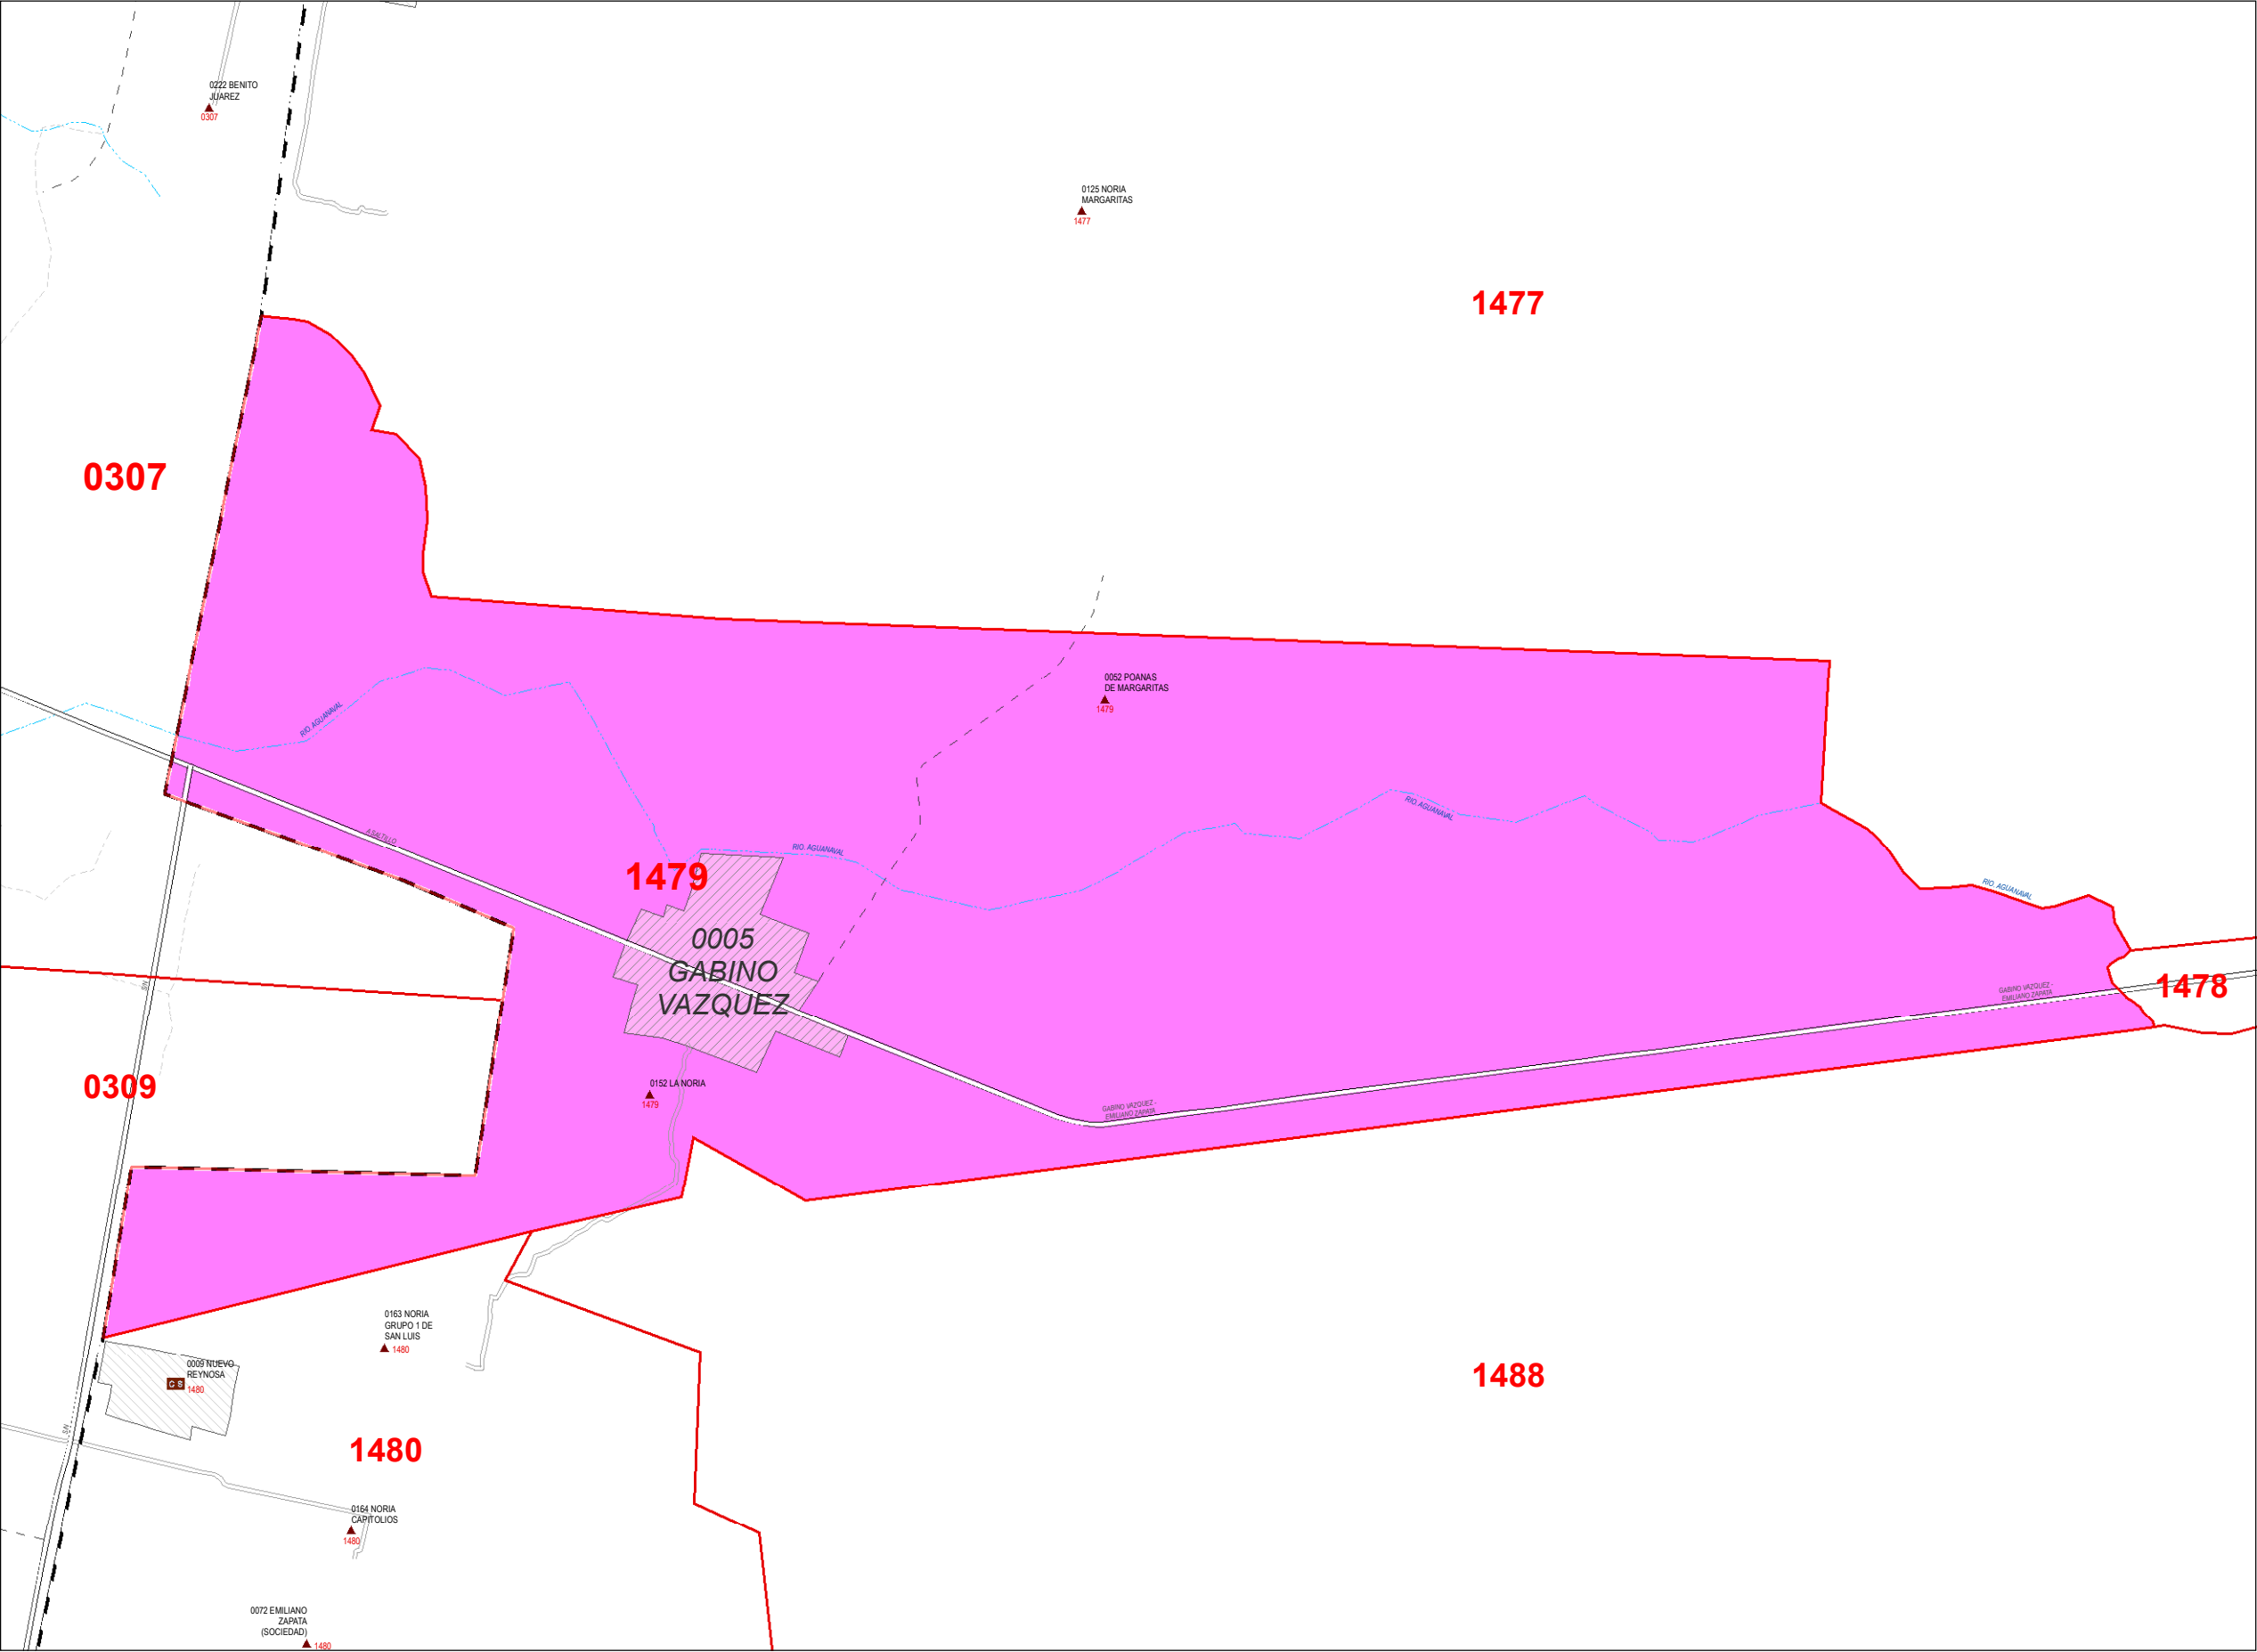 0222 BENITO
JUAREZ
0307
0125 NORIA
MARGARITAS
1477
1477
0307
0052 POANAS
DE MARGARITAS
1479
RIO. AGUANAVAL
RIO. AGUANAVAL
A SALTILLO
RIO. AGUANAVAL
1479
RIO. AGUANAVAL
0005
GABINO
VAZQUEZ
SN
GABINO VAZQUEZ -
EMILIANO ZAPATA
1478
0309
0152 LA NORIA
1479
GABINO VAZQUEZ -
EMILIANO ZAPATA
0163 NORIA
GRUPO 1 DE
SAN LUIS
1480
0009 NUEVO
REYNOSA
C S
1480
1488
SN
1480
0164 NORIA
CAPITOLIOS
1480
0072 EMILIANO
ZAPATA
(SOCIEDAD)
1480